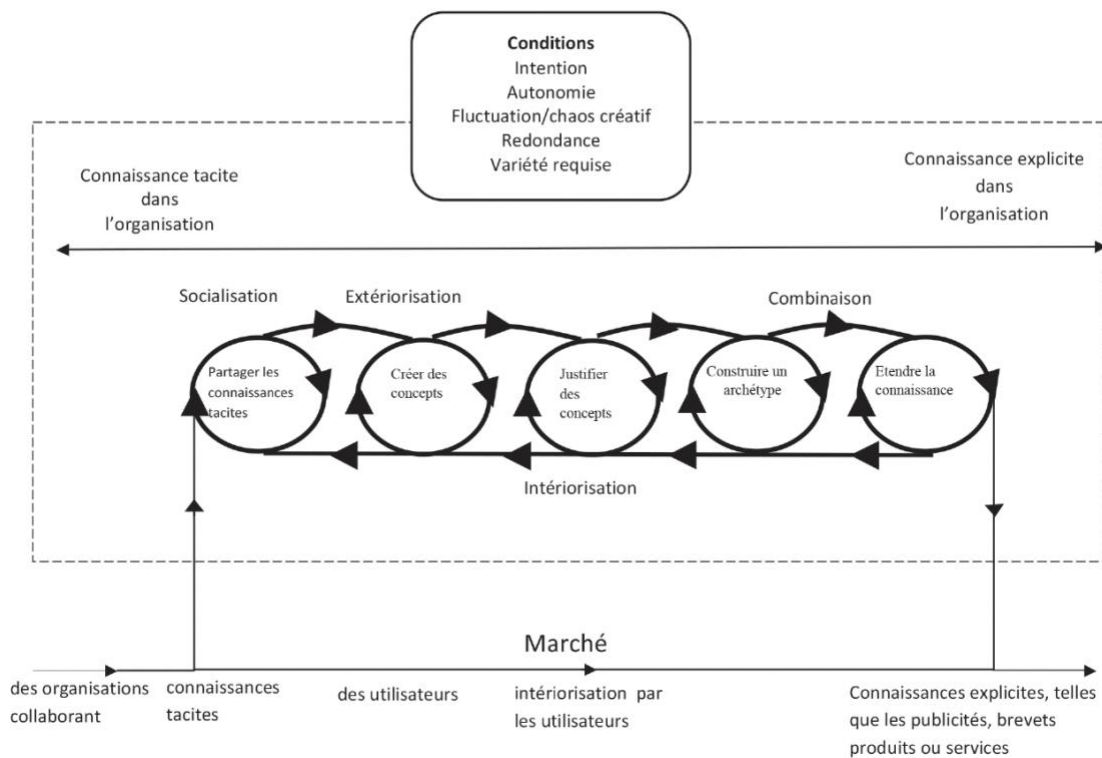 Conditions
Intention
Autonomie
Fluctuation/chaos créatif
Redondance
Variété requise
Connaissance tacite
dans
l'organisation
Connaissance explicite
dans
l'organisation
Socialisation
Extériorisation
Combinaison
Partager les
connaissances
tacites
Créer des
concepts
Justifier
des
concepts
Construire un
archétype
Etendre la
connaissance
Intériorisation
Marché
des organisations
collaborant
connaissances
tacites
des utilisateurs
intériorisation par
les utilisateurs
Connaissances explicites, telles
que les publicités, brevets
produits ou services